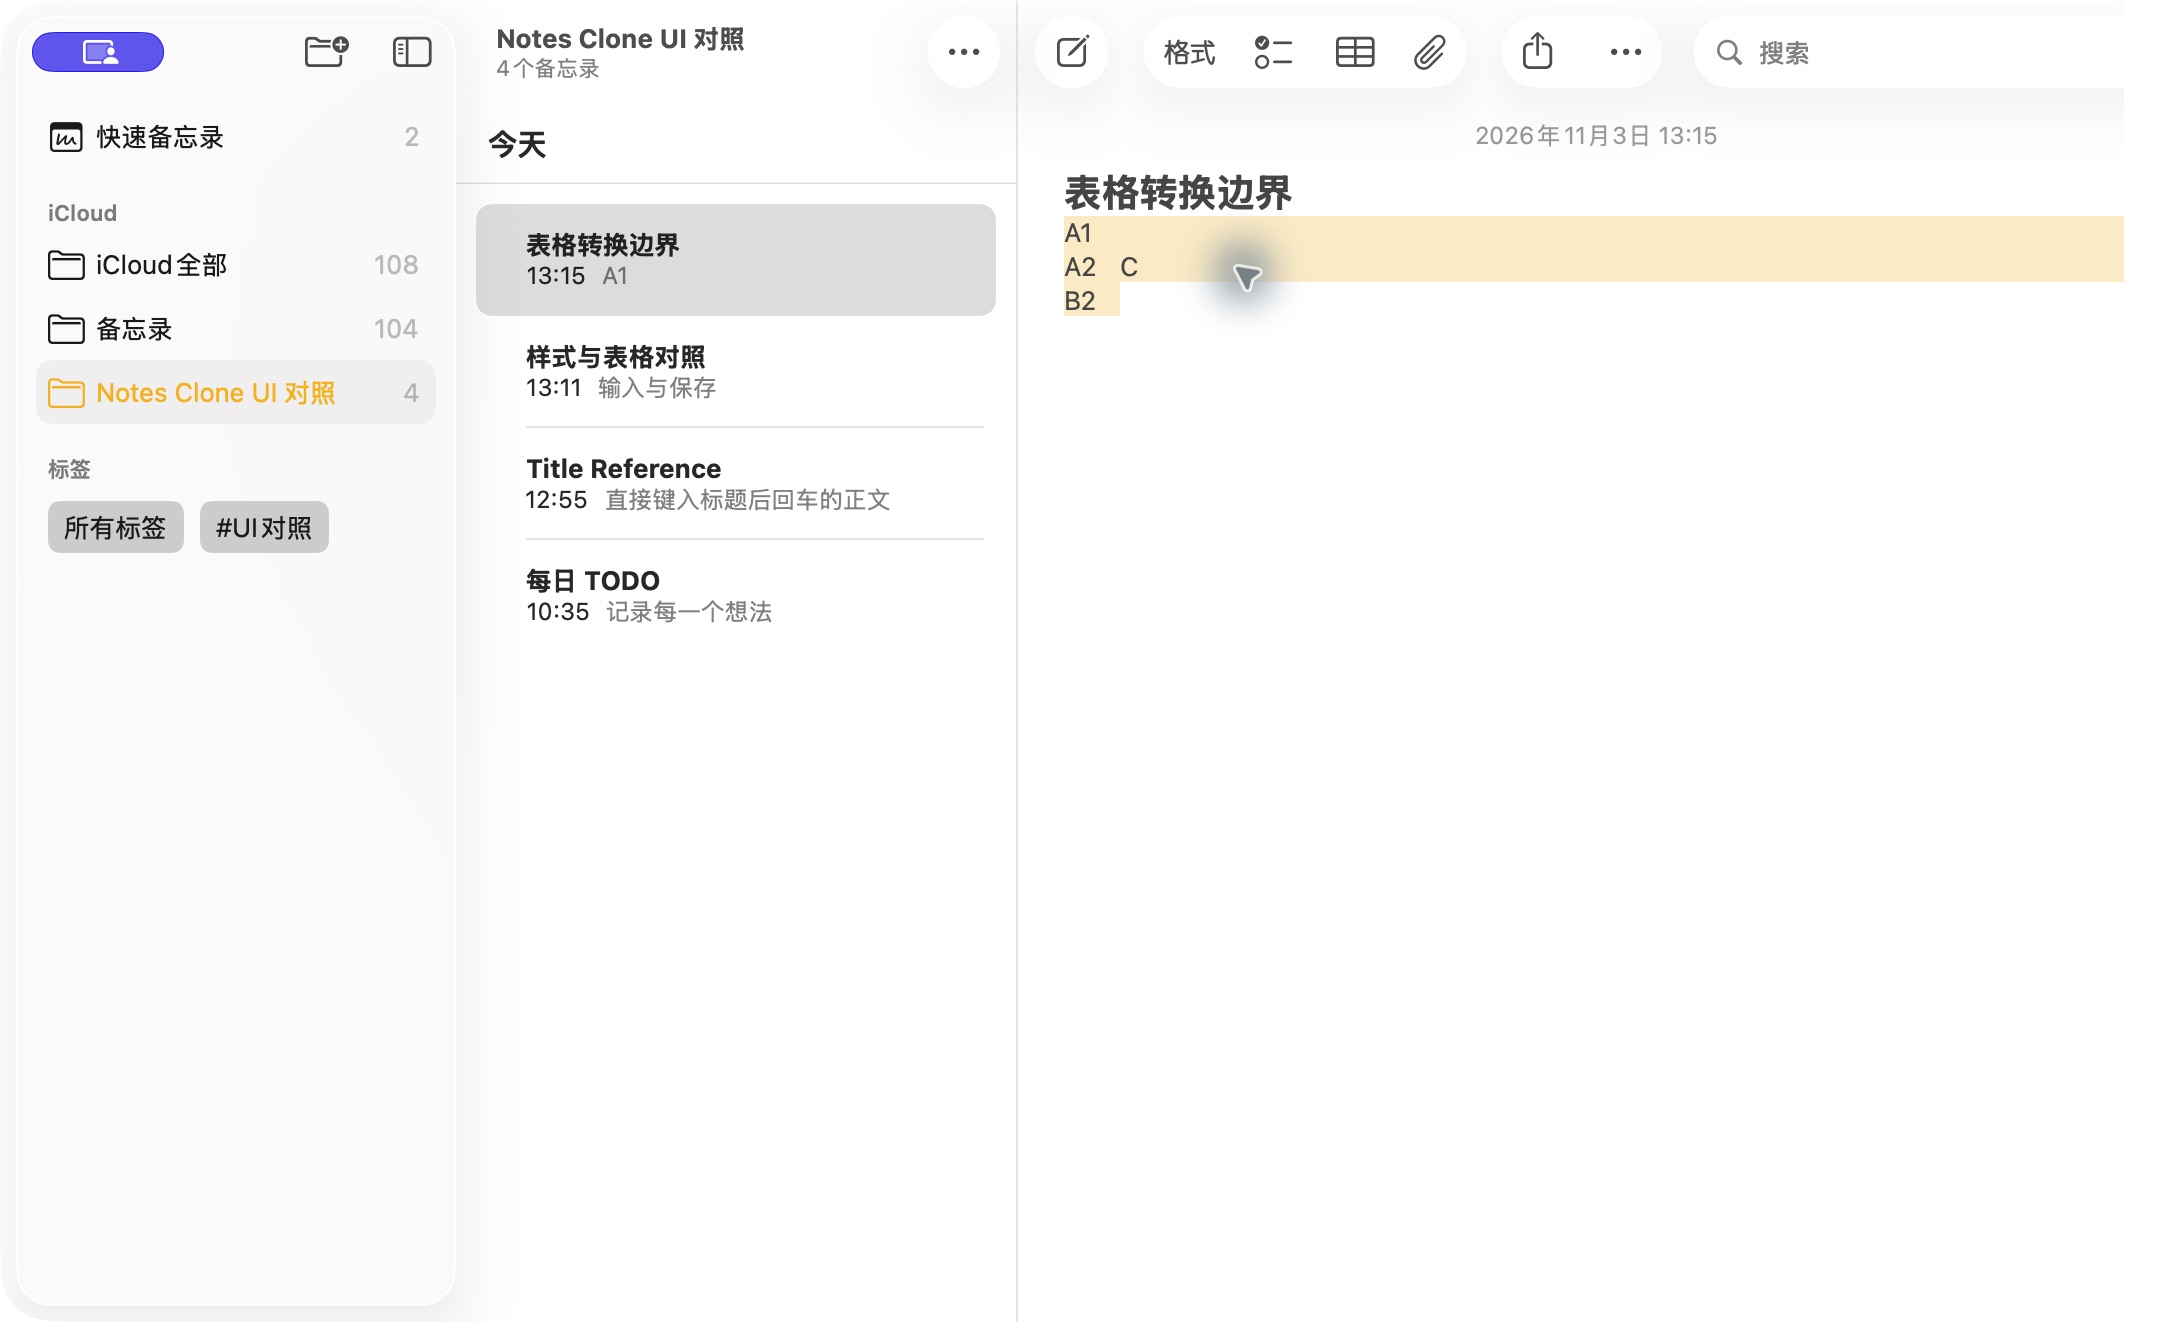 快速备忘录 2
iCloud
iCloud全部 108
备忘录 104
Notes Clone UI 对照 4
标签
所有标签 #UI对照
Notes Clone UI 对照
4个备忘录
今天
表格转换边界
13:15 A1
样式与表格对照
13:11 输入与保存
Title Reference
12:55 直接键入标题后回车的正文
每日 TODO
10:35 记录每一个想法
格式
搜索
2026年11月3日 13:15
表格转换边界
A1
A2 C
B2